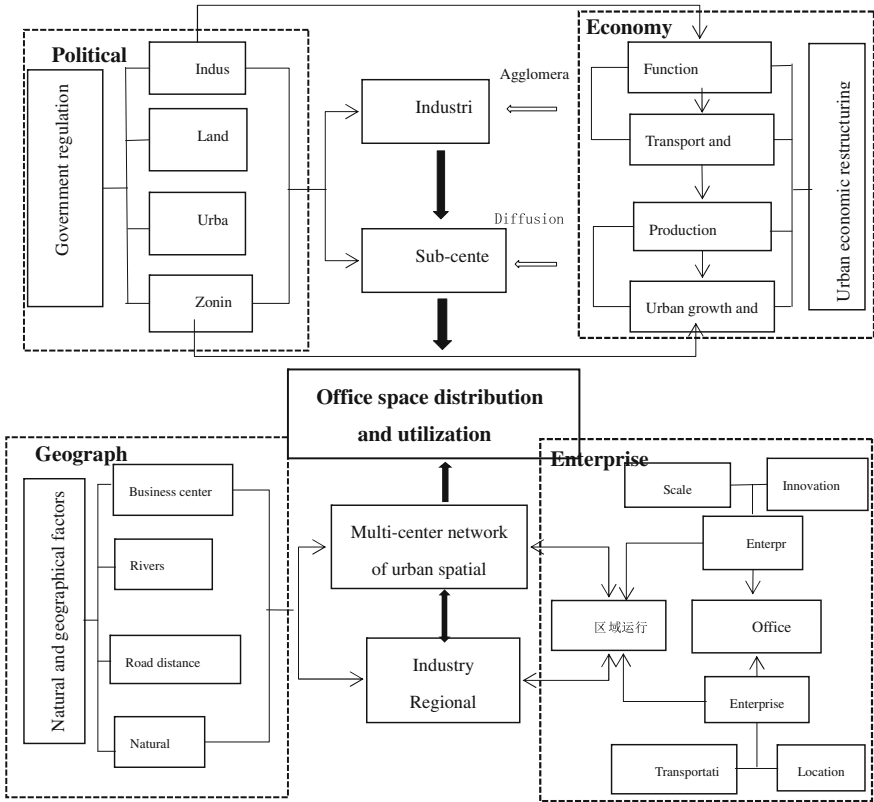 Political
Economy
Government regulation
Indus
Land
Urba
Zonin
Industri
Sub-cente
Agglomera
Diffusion
Function
Transport and
Production
Urban growth and
Urban economic restructuring
Office space distribution
and utilization
Geograph
Natural and geographical factors
Business center
Rivers
Road distance
Natural
Multi-center network
of urban spatial
Industry
Regional
Enterprise
Scale
Innovation
Enterpr
区域运行
Office
Enterprise
Transportati
Location